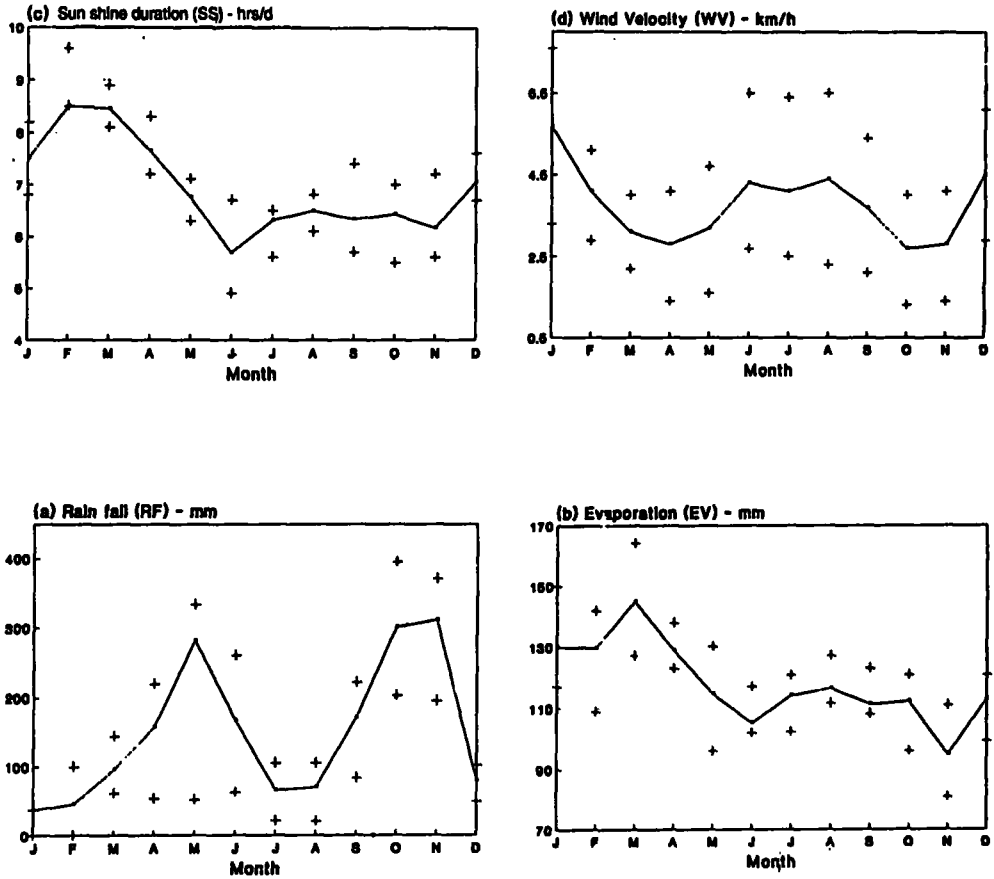 (c) Sun shine duration (SS) - hrs/d
10
9
8
7
6
5
4
J F M A M J J A S O N D
Month
(d) Wind Velocity (WV) - km/h
6.5
4.5
2.5
0.5
J F M A M J J A S O N D
Month
(a) Rain fall (RF) - mm
400
300
200
100
0
J F M A M J J A S O N D
Month
(b) Evaporation (EV) - mm
170
150
130
110
90
70
J F M A M J J A S O N D
Month